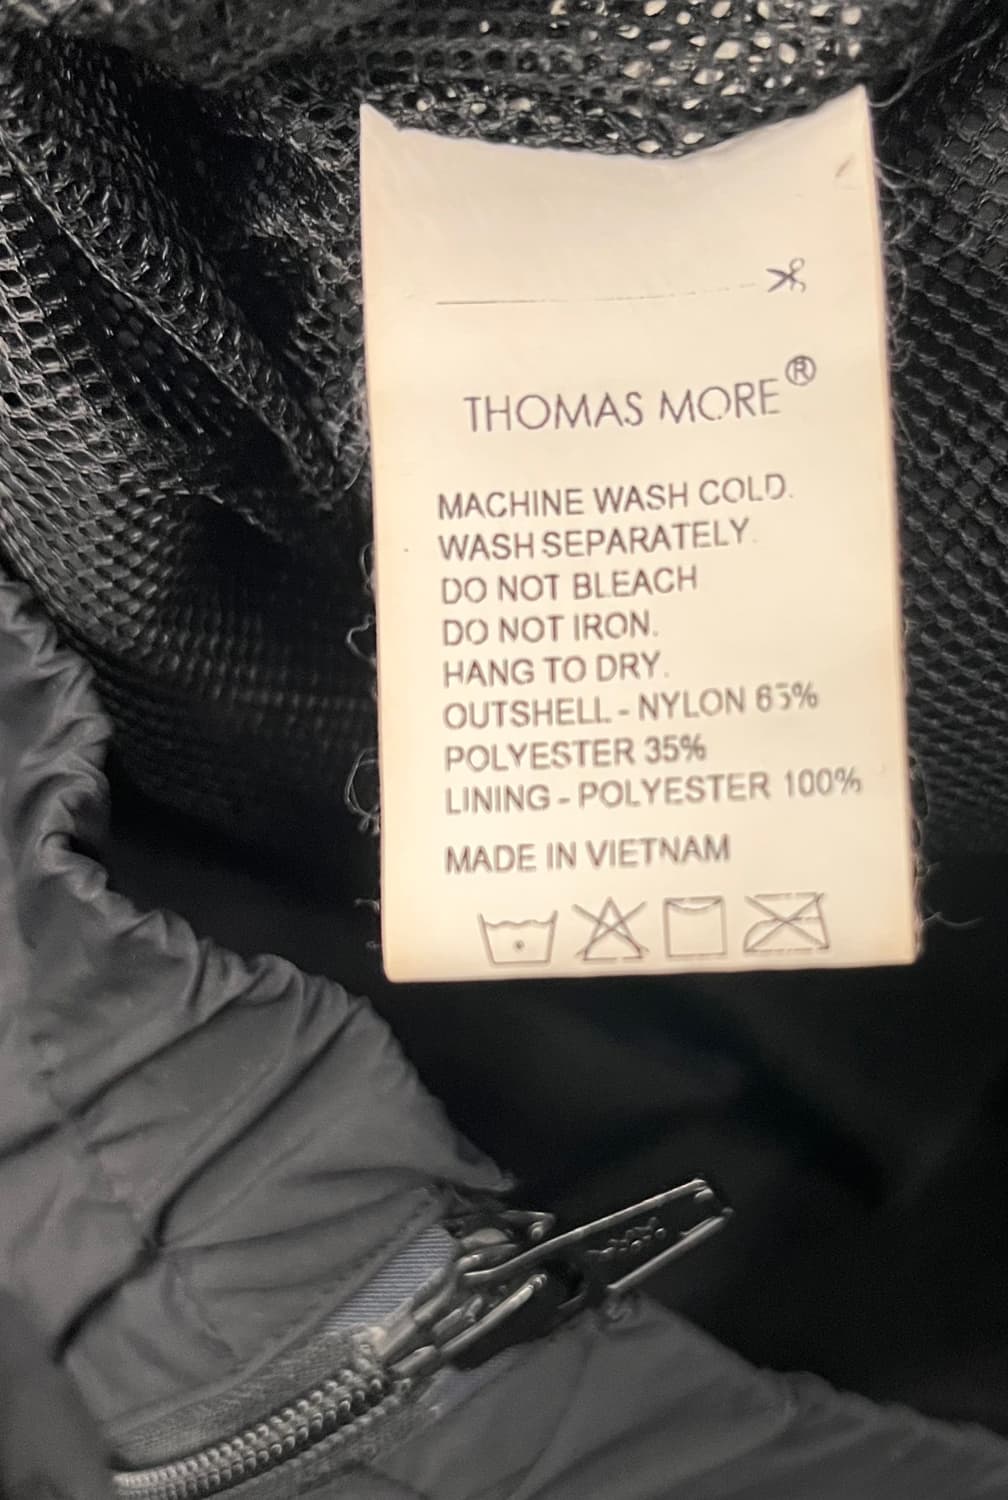 THOMAS MORE®
MACHINE WASH COLD.
WASH SEPARATELY.
DO NOT BLEACH
DO NOT IRON.
HANG TO DRY.
OUTSHELL - NYLON 65%
POLYESTER 35%
LINING - POLYESTER 100%
MADE IN VIETNAM